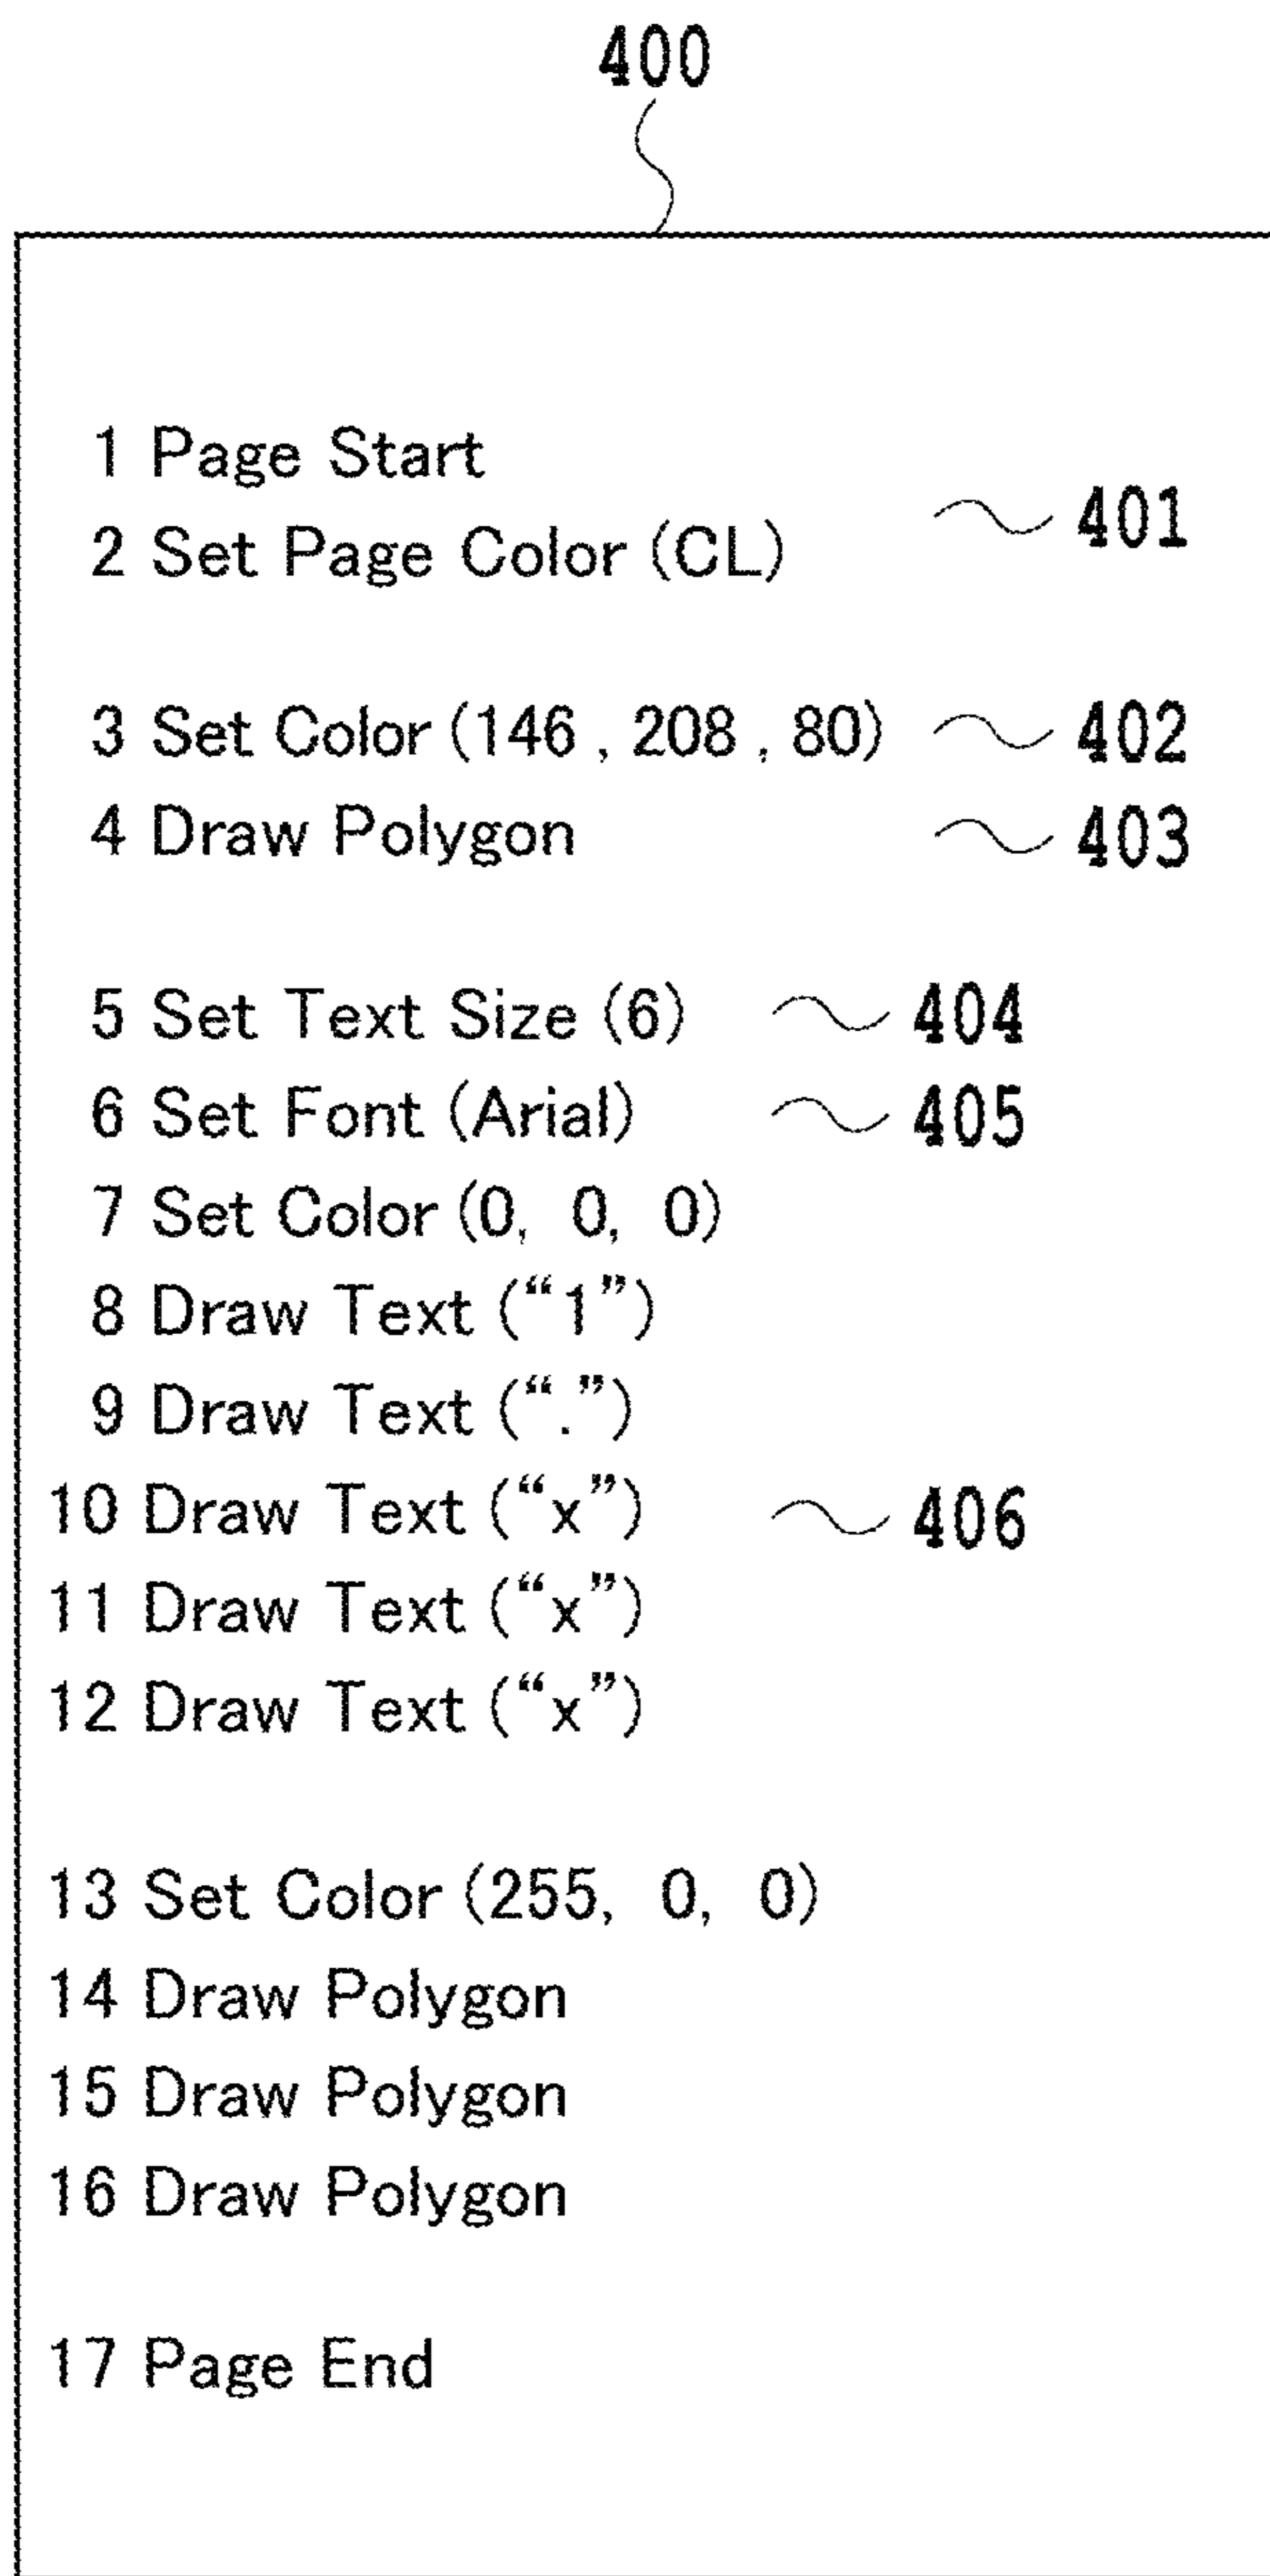 400
1 Page Start
401
2 Set Page Color (CL)
3 Set Color (146 , 208 , 80) 402
4 Draw Polygon 403
5 Set Text Size (6) 404
6 Set Font (Arial) 405
7 Set Color (0, 0, 0)
8 Draw Text (“1”)
9 Draw Text (“.”)
10 Draw Text (“x”) 406
11 Draw Text (“x”)
12 Draw Text (“x”)
13 Set Color (255, 0, 0)
14 Draw Polygon
15 Draw Polygon
16 Draw Polygon
17 Page End